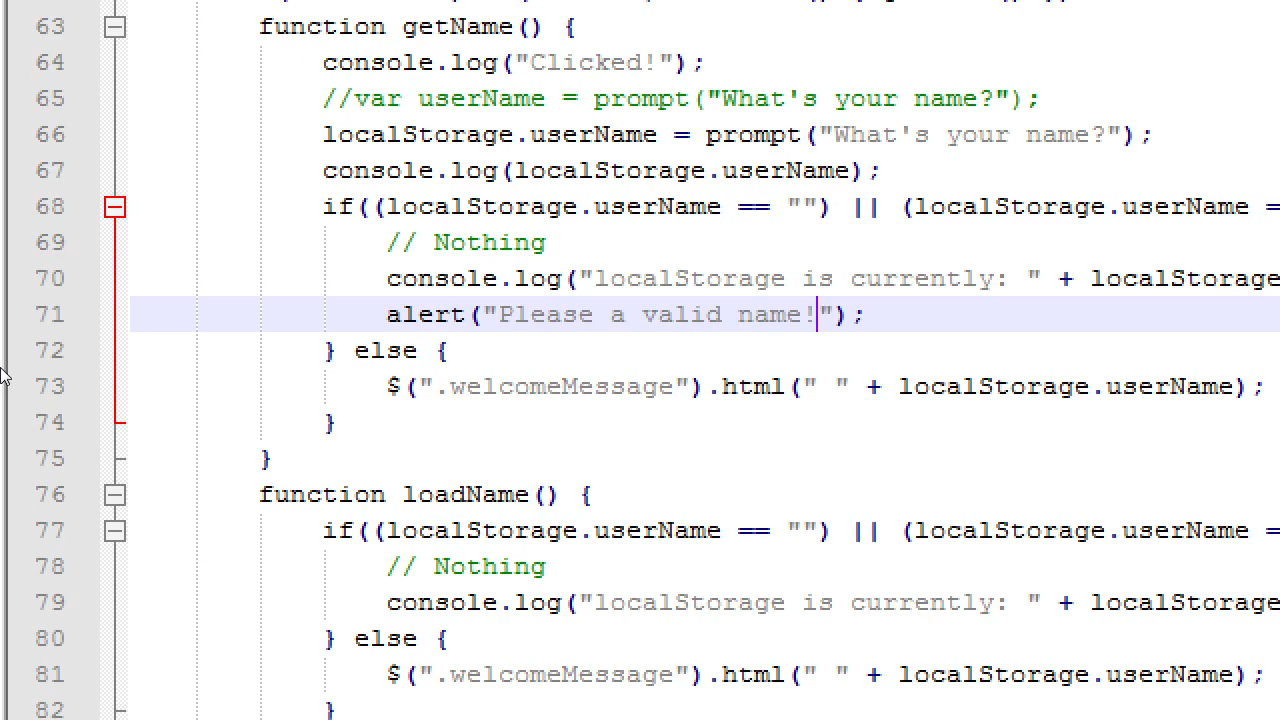 63 function getName() {
64 console.log("Clicked!");
65 //var userName = prompt("What's your name?");
66 localStorage.userName = prompt("What's your name?");
67 console.log(localStorage.userName);
68 if((localStorage.userName == "") || (localStorage.userName =
69 // Nothing
70 console.log("localStorage is currently: " + localStorage
71 alert("Please a valid name!");
72 } else {
73 $(".welcomeMessage").html(" " + localStorage.userName);
74 }
75 }
76 function loadName() {
77 if((localStorage.userName == "") || (localStorage.userName =
78 // Nothing
79 console.log("localStorage is currently: " + localStorage
80 } else {
81 $(".welcomeMessage").html(" " + localStorage.userName);
82 }